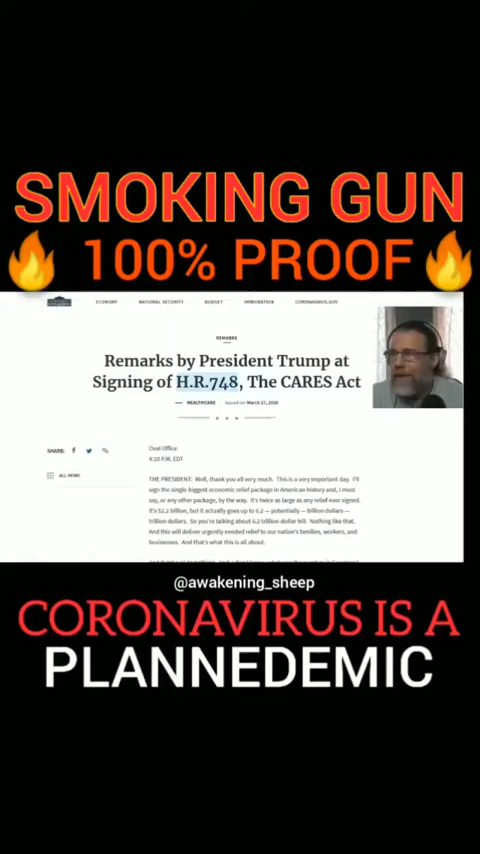 SMOKING GUN
🔥 100% PROOF 🔥
ECONOMY NATIONAL SECURITY BUDGET IMMIGRATION CORONAVIRUS.GOV
REMARKS
Remarks by President Trump at
Signing of H.R.748, The CARES Act
HEALTHCARE Issued on: March 27, 2020
SHARE:
ALL NEWS
Oval Office
4:10 P.M. EDT
THE PRESIDENT: Well, thank you all very much. This is a very important day. I'll
sign the single-biggest economic relief package in American history and, I must
say, or any other package, by the way. It's twice as large as any relief ever signed.
It's $2.2 billion, but it actually goes up to 6.2 — potentially — billion dollars—
trillion dollars. So you're talking about 6.2 trillion-dollar bill. Nothing like that.
And this will deliver urgently needed relief to our nation's families, workers, and
businesses. And that's what this is all about.
@awakening_sheep
CORONAVIRUS IS A
PLANNEDEMIC